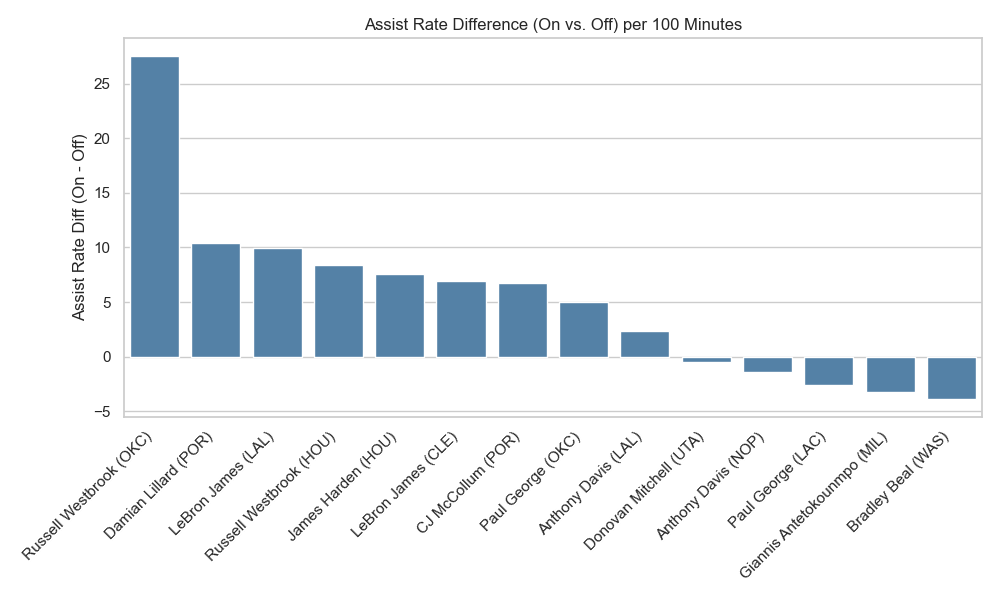 Assist Rate Difference (On vs. Off) per 100 Minutes
Assist Rate Diff (On - Off)
25
20
15
10
5
0
−5
Russell Westbrook (OKC)
Damian Lillard (POR)
LeBron James (LAL)
Russell Westbrook (HOU)
James Harden (HOU)
LeBron James (CLE)
CJ McCollum (POR)
Paul George (OKC)
Anthony Davis (LAL)
Donovan Mitchell (UTA)
Anthony Davis (NOP)
Paul George (LAC)
Giannis Antetokounmpo (MIL)
Bradley Beal (WAS)